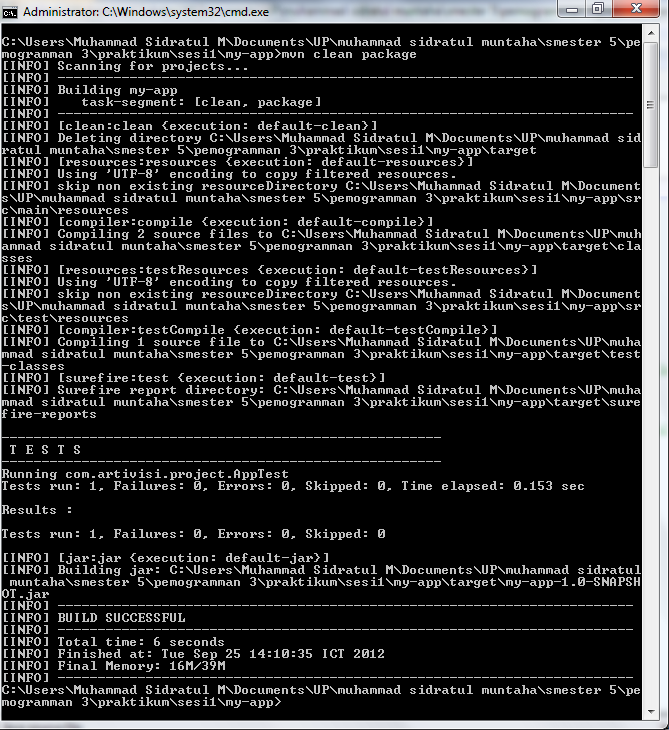 Administrator: C:\Windows\system32\cmd.exe
C:\Users\Muhammad Sidratul M\Documents\UP\muhammad sidratul muntaha\smester 5\pe
mogramman 3\praktikum\sesi1\my-app>mvn clean package
[INFO] Scanning for projects...
[INFO] ------------------------------------------------------------------------
[INFO] Building my-app
[INFO]    task-segment: [clean, package]
[INFO] ------------------------------------------------------------------------
[INFO] [clean:clean {execution: default-clean}]
[INFO] Deleting directory C:\Users\Muhammad Sidratul M\Documents\UP\muhammad sid
ratul muntaha\smester 5\pemogramman 3\praktikum\sesi1\my-app\target
[INFO] [resources:resources {execution: default-resources}]
[INFO] Using 'UTF-8' encoding to copy filtered resources.
[INFO] skip non existing resourceDirectory C:\Users\Muhammad Sidratul M\Document
s\UP\muhammad sidratul muntaha\smester 5\pemogramman 3\praktikum\sesi1\my-app\sr
c\main\resources
[INFO] [compiler:compile {execution: default-compile}]
[INFO] Compiling 2 source files to C:\Users\Muhammad Sidratul M\Documents\UP\muh
ammad sidratul muntaha\smester 5\pemogramman 3\praktikum\sesi1\my-app\target\cla
sses
[INFO] [resources:testResources {execution: default-testResources}]
[INFO] Using 'UTF-8' encoding to copy filtered resources.
[INFO] skip non existing resourceDirectory C:\Users\Muhammad Sidratul M\Document
s\UP\muhammad sidratul muntaha\smester 5\pemogramman 3\praktikum\sesi1\my-app\sr
c\test\resources
[INFO] [compiler:testCompile {execution: default-testCompile}]
[INFO] Compiling 1 source file to C:\Users\Muhammad Sidratul M\Documents\UP\muha
mmad sidratul muntaha\smester 5\pemogramman 3\praktikum\sesi1\my-app\target\test
-classes
[INFO] [surefire:test {execution: default-test}]
[INFO] Surefire report directory: C:\Users\Muhammad Sidratul M\Documents\UP\muha
mmad sidratul muntaha\smester 5\pemogramman 3\praktikum\sesi1\my-app\target\sure
fire-reports
-------------------------------------------------------
T E S T S
-------------------------------------------------------
Running com.artivisi.project.AppTest
Tests run: 1, Failures: 0, Errors: 0, Skipped: 0, Time elapsed: 0.153 sec
Results :
Tests run: 1, Failures: 0, Errors: 0, Skipped: 0
[INFO] [jar:jar {execution: default-jar}]
[INFO] Building jar: C:\Users\Muhammad Sidratul M\Documents\UP\muhammad sidratul
 muntaha\smester 5\pemogramman 3\praktikum\sesi1\my-app\target\my-app-1.0-SNAPSH
OT.jar
[INFO] ------------------------------------------------------------------------
[INFO] BUILD SUCCESSFUL
[INFO] ------------------------------------------------------------------------
[INFO] Total time: 6 seconds
[INFO] Finished at: Tue Sep 25 14:10:35 ICT 2012
[INFO] Final Memory: 16M/39M
[INFO] ------------------------------------------------------------------------
C:\Users\Muhammad Sidratul M\Documents\UP\muhammad sidratul muntaha\smester 5\pe
mogramman 3\praktikum\sesi1\my-app>